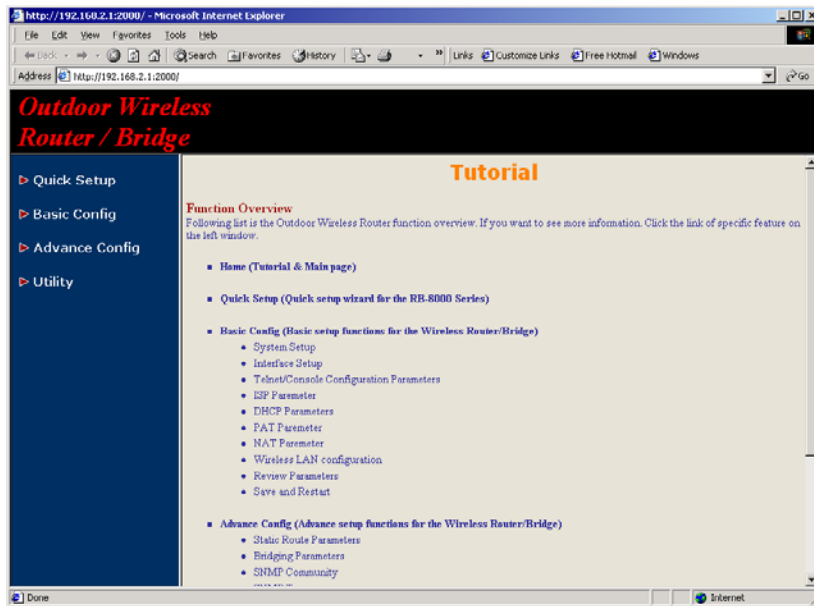 http://192.168.2.1:2000/ - Microsoft Internet Explorer
File Edit View Favorites Tools Help
Back Search Favorites History » Links Customize Links Free Hotmail Windows
Address http://192.168.2.1:2000/ Go
Outdoor Wireless
Router / Bridge
Quick Setup
Basic Config
Advance Config
Utility
Tutorial
Function Overview
Following list is the Outdoor Wireless Router function overview. If you want to see more information. Click the link of specific feature on
the left window.
Home (Tutorial & Main page)
Quick Setup (Quick setup wizard for the RB-8000 Series)
Basic Config (Basic setup functions for the Wireless Router/Bridge)
System Setup
Interface Setup
Telnet/Console Configuration Parameters
ISP Paremeter
DHCP Parameters
PAT Paremeter
NAT Paremeter
Wireless LAN configuration
Review Parameters
Save and Restart
Advance Config (Advance setup functions for the Wireless Router/Bridge)
Static Route Parameters
Bridging Parameters
SNMP Community
Done Internet